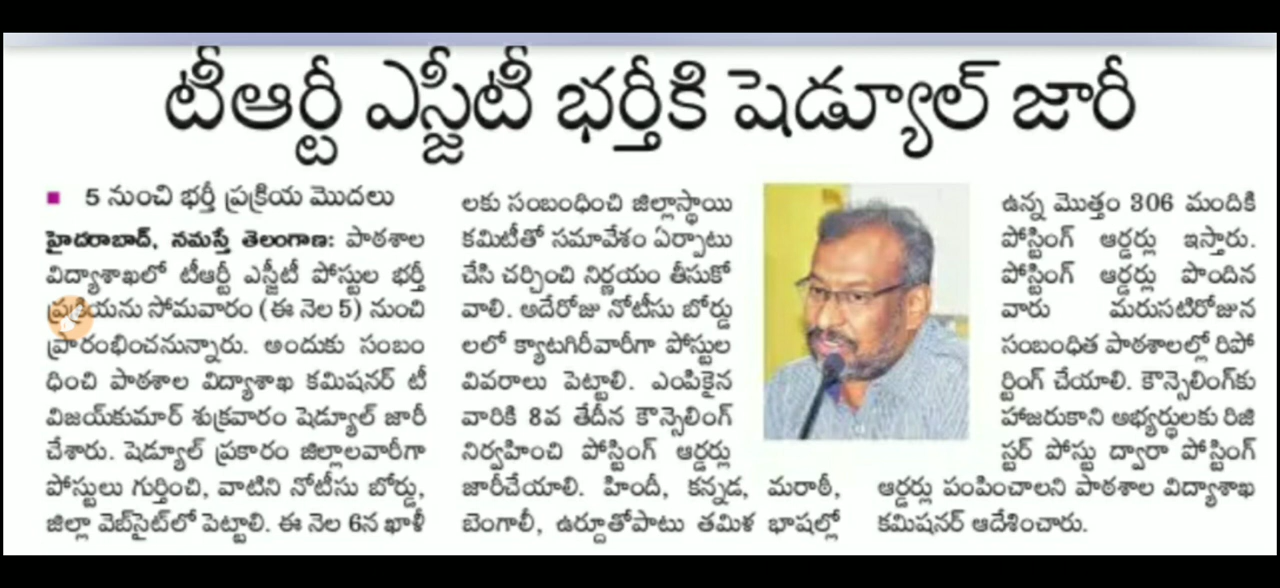 టీఆర్టీ ఎస్జీటీ భర్తీకి షెడ్యూల్ జారీ
5 నుంచి భర్తీ ప్రక్రియ మొదలు
హైదరాబాద్, నమస్తే తెలంగాణ: పాఠశాల
విద్యాశాఖలో టీఆర్టీ ఎస్జీటీ పోస్టుల భర్తీ
ప్రక్రియను సోమవారం (ఈ నెల 5) నుంచి
ప్రారంభించనున్నారు. అందుకు సంబం
ధించి పాఠశాల విద్యాశాఖ కమిషనర్ టీ
విజయ్‌కుమార్ శుక్రవారం షెడ్యూల్ జారీ
చేశారు. షెడ్యూల్ ప్రకారం జిల్లాలవారీగా
పోస్టులు గుర్తించి, వాటిని నోటీసు బోర్డు,
జిల్లా వెబ్‌సైట్‌లో పెట్టాలి. ఈ నెల 6న ఖాళీ
లకు సంబంధించి జిల్లాస్థాయి
కమిటీతో సమావేశం ఏర్పాటు
చేసి చర్చించి నిర్ణయం తీసుకో
వాలి. అదేరోజు నోటీసు బోర్డు
లలో క్యాటగిరీవారీగా పోస్టుల
వివరాలు పెట్టాలి. ఎంపికైన
వారికి 8వ తేదీన కౌన్సెలింగ్
నిర్వహించి పోస్టింగ్ ఆర్డర్లు
జారీచేయాలి. హిందీ, కన్నడ, మరాఠీ,
బెంగాలీ, ఉర్దూతోపాటు తమిళ భాషల్లో
ఉన్న మొత్తం 306 మందికి
పోస్టింగ్ ఆర్డర్లు ఇస్తారు.
పోస్టింగ్ ఆర్డర్లు పొందిన
వారు మరుసటిరోజున
సంబంధిత పాఠశాలల్లో రిపో
ర్టింగ్ చేయాలి. కౌన్సెలింగ్‌కు
హాజరుకాని అభ్యర్థులకు రిజి
స్టర్ పోస్టు ద్వారా పోస్టింగ్
ఆర్డర్లు పంపించాలని పాఠశాల విద్యాశాఖ
కమిషనర్ ఆదేశించారు.